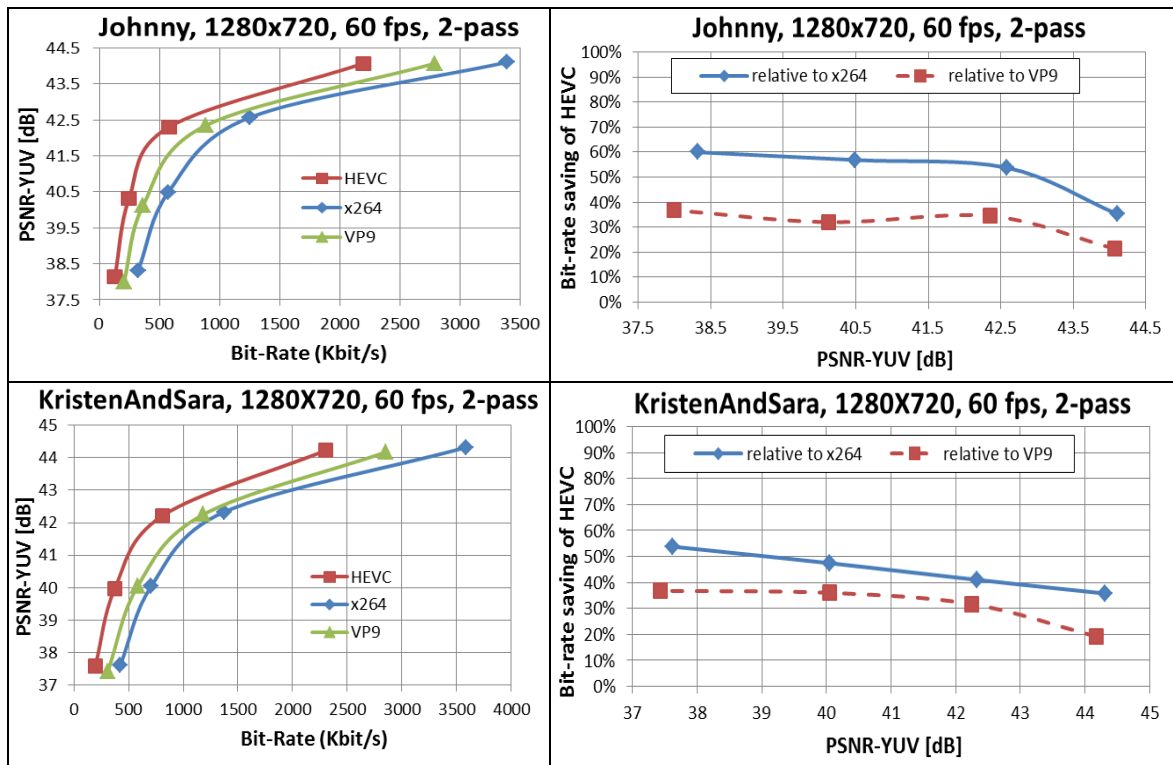 Johnny, 1280x720, 60 fps, 2-pass
PSNR-YUV [dB]
44.5
43.5
42.5
41.5
40.5
39.5
38.5
37.5
HEVC
x264
VP9
0 500 1000 1500 2000 2500 3000 3500
Bit-Rate (Kbit/s)
Johnny, 1280x720, 60 fps, 2-pass
Bit-rate saving of HEVC
100%
90%
80%
70%
60%
50%
40%
30%
20%
10%
0%
relative to x264 relative to VP9
37.5 38.5 39.5 40.5 41.5 42.5 43.5 44.5
PSNR-YUV [dB]
KristenAndSara, 1280X720, 60 fps, 2-pass
PSNR-YUV [dB]
45
44
43
42
41
40
39
38
37
HEVC
x264
VP9
0 500 1000 1500 2000 2500 3000 3500 4000
Bit-Rate (Kbit/s)
KristenAndSara, 1280X720, 60 fps, 2-pass
Bit-rate saving of HEVC
100%
90%
80%
70%
60%
50%
40%
30%
20%
10%
0%
relative to x264 relative to VP9
37 38 39 40 41 42 43 44 45
PSNR-YUV [dB]